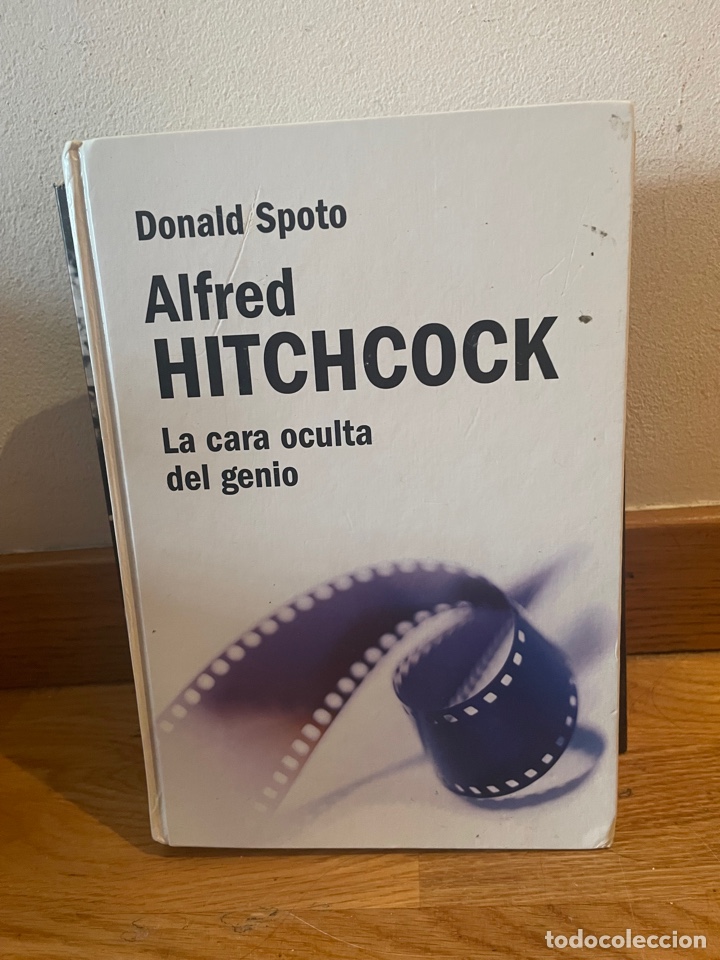 Donald Spoto
Alfred
HITCHCOCK
La cara oculta
del genio
todocoleccion